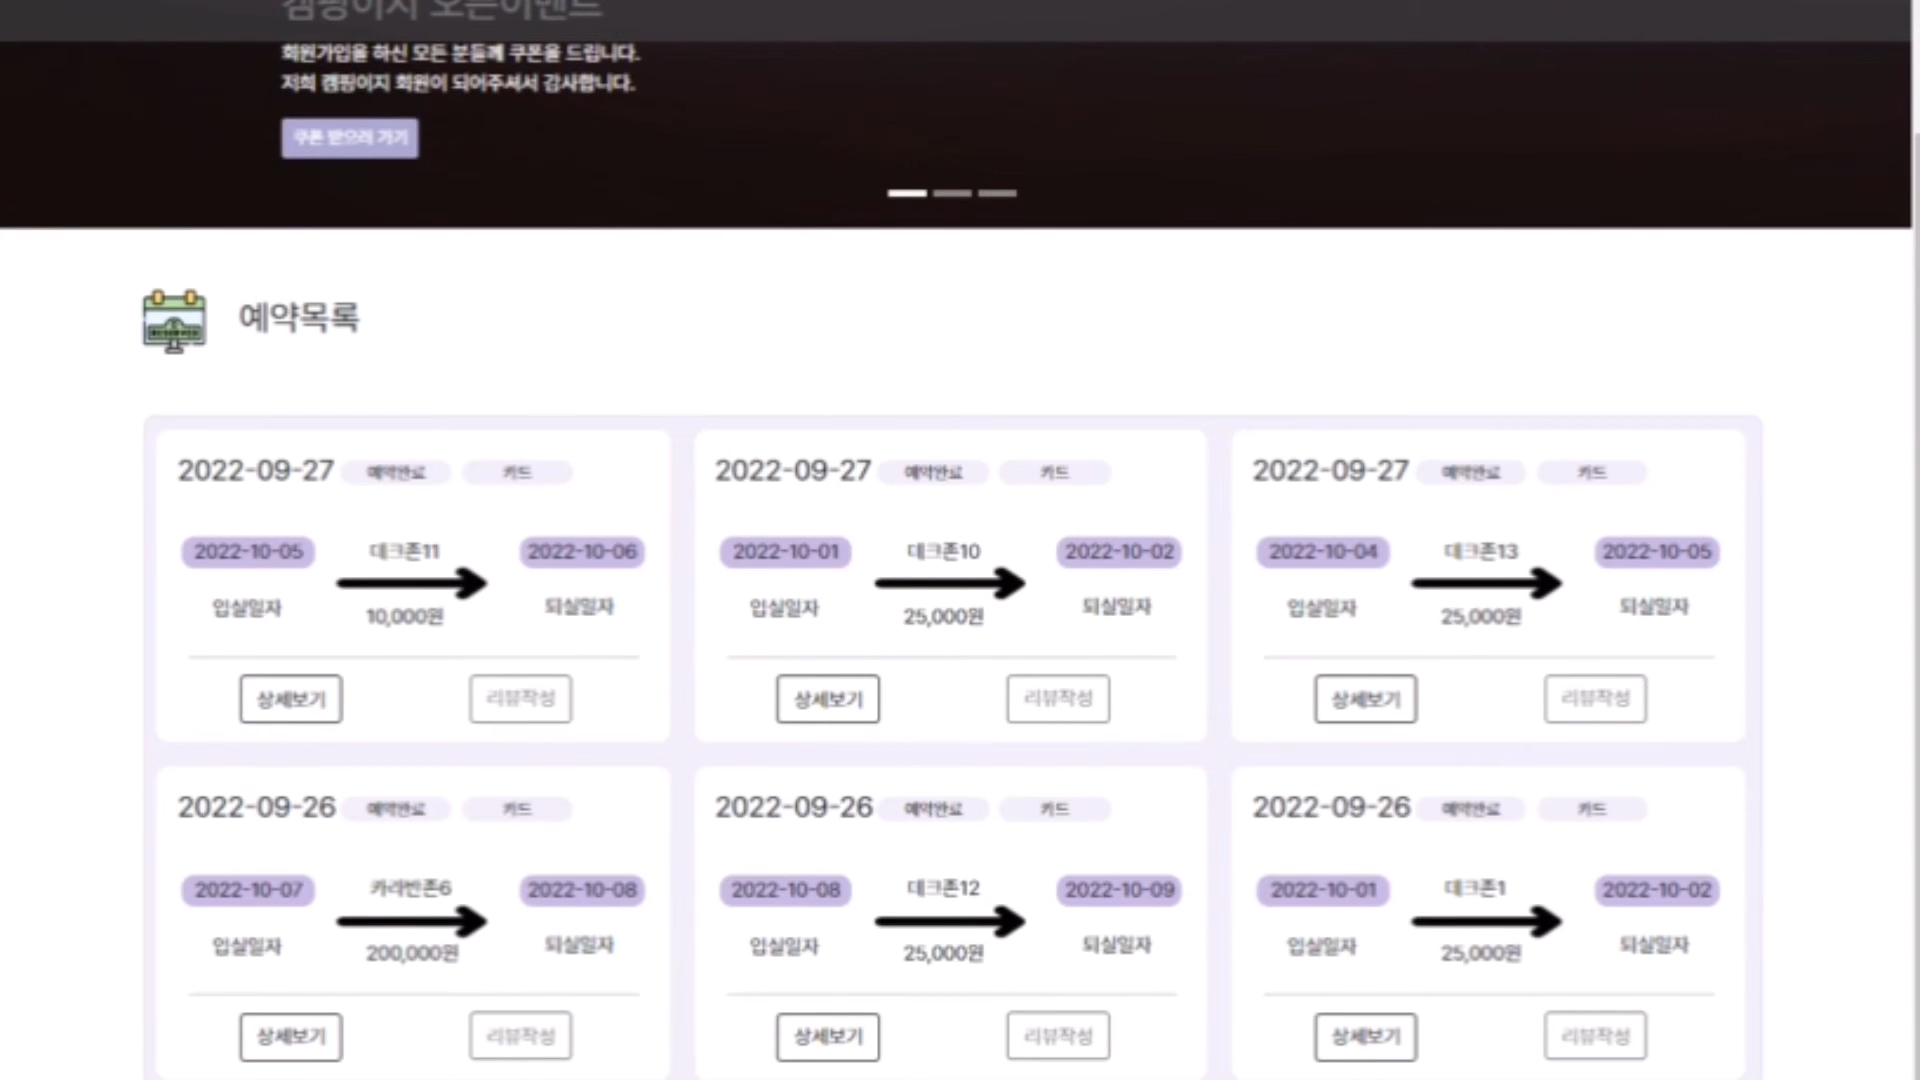 캠핑이지 오픈이벤트
회원가입을 하신 모든 분들께 쿠폰을 드립니다.
저희 캠핑이지 회원이 되어주셔서 감사합니다.
쿠폰 받으러 가기
예약목록
2022-09-27 예약완료 카드
2022-10-05 데크존11 2022-10-06
입실일자 10,000원 퇴실일자
상세보기 리뷰작성
2022-09-27 예약완료 카드
2022-10-01 데크존10 2022-10-02
입실일자 25,000원 퇴실일자
상세보기 리뷰작성
2022-09-27 예약완료 카드
2022-10-04 데크존13 2022-10-05
입실일자 25,000원 퇴실일자
상세보기 리뷰작성
2022-09-26 예약완료 카드
2022-10-07 카라반존6 2022-10-08
입실일자 200,000원 퇴실일자
상세보기 리뷰작성
2022-09-26 예약완료 카드
2022-10-08 데크존12 2022-10-09
입실일자 25,000원 퇴실일자
상세보기 리뷰작성
2022-09-26 예약완료 카드
2022-10-01 데크존1 2022-10-02
입실일자 25,000원 퇴실일자
상세보기 리뷰작성